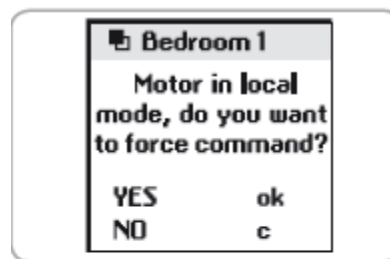 Bedroom 1
Motor in local
mode, do you want
to force command?
YES ok
NO c